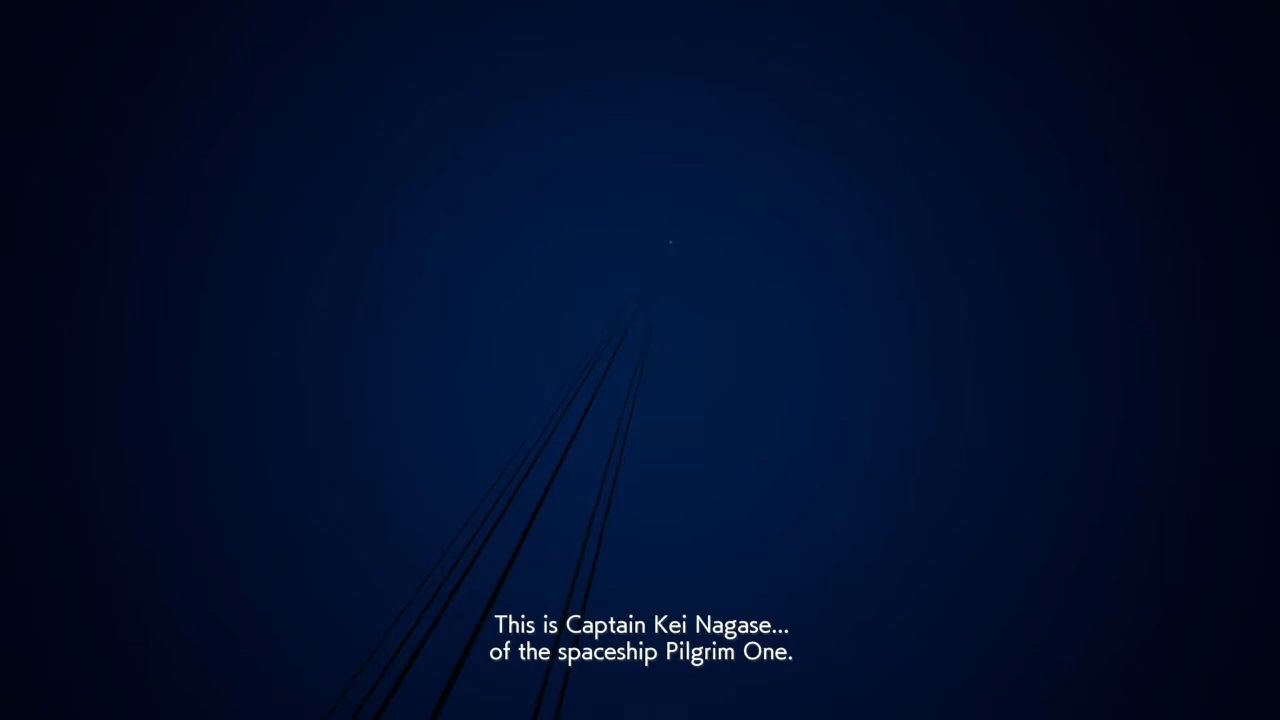 This is Captain Kei Nagase...
of the spaceship Pilgrim One.